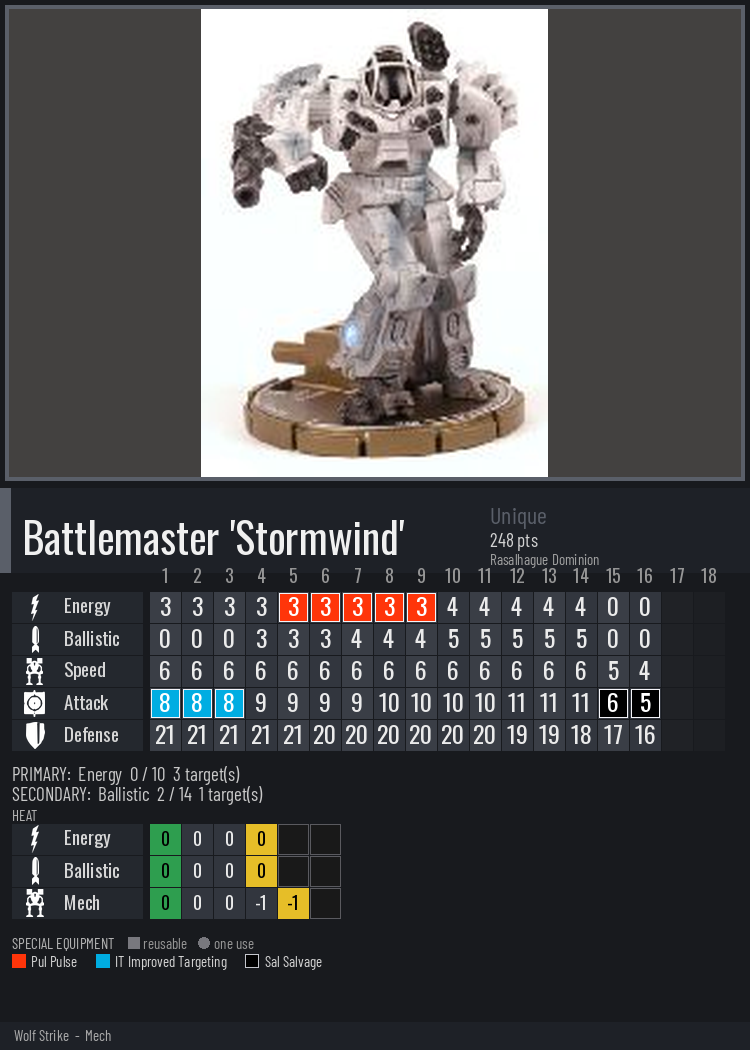 Battlemaster 'Stormwind'
Unique
248 pts
Rasalhague Dominion
1 2 3 4 5 6 7 8 9 10 11 12 13 14 15 16 17 18
Energy 3 3 3 3 3 3 3 3 3 4 4 4 4 4 0 0
Ballistic 0 0 0 3 3 3 4 4 4 5 5 5 5 5 0 0
Speed 6 6 6 6 6 6 6 6 6 6 6 6 6 6 5 4
Attack 8 8 8 9 9 9 9 10 10 10 10 11 11 11 6 5
Defense 21 21 21 21 21 20 20 20 20 20 20 19 19 18 17 16
PRIMARY: Energy 0 / 10 3 target(s)
SECONDARY: Ballistic 2 / 14 1 target(s)
HEAT
Energy 0 0 0 0
Ballistic 0 0 0 0
Mech 0 0 0 -1 -1
SPECIAL EQUIPMENT reusable one use
Pul Pulse IT Improved Targeting Sal Salvage
Wolf Strike - Mech